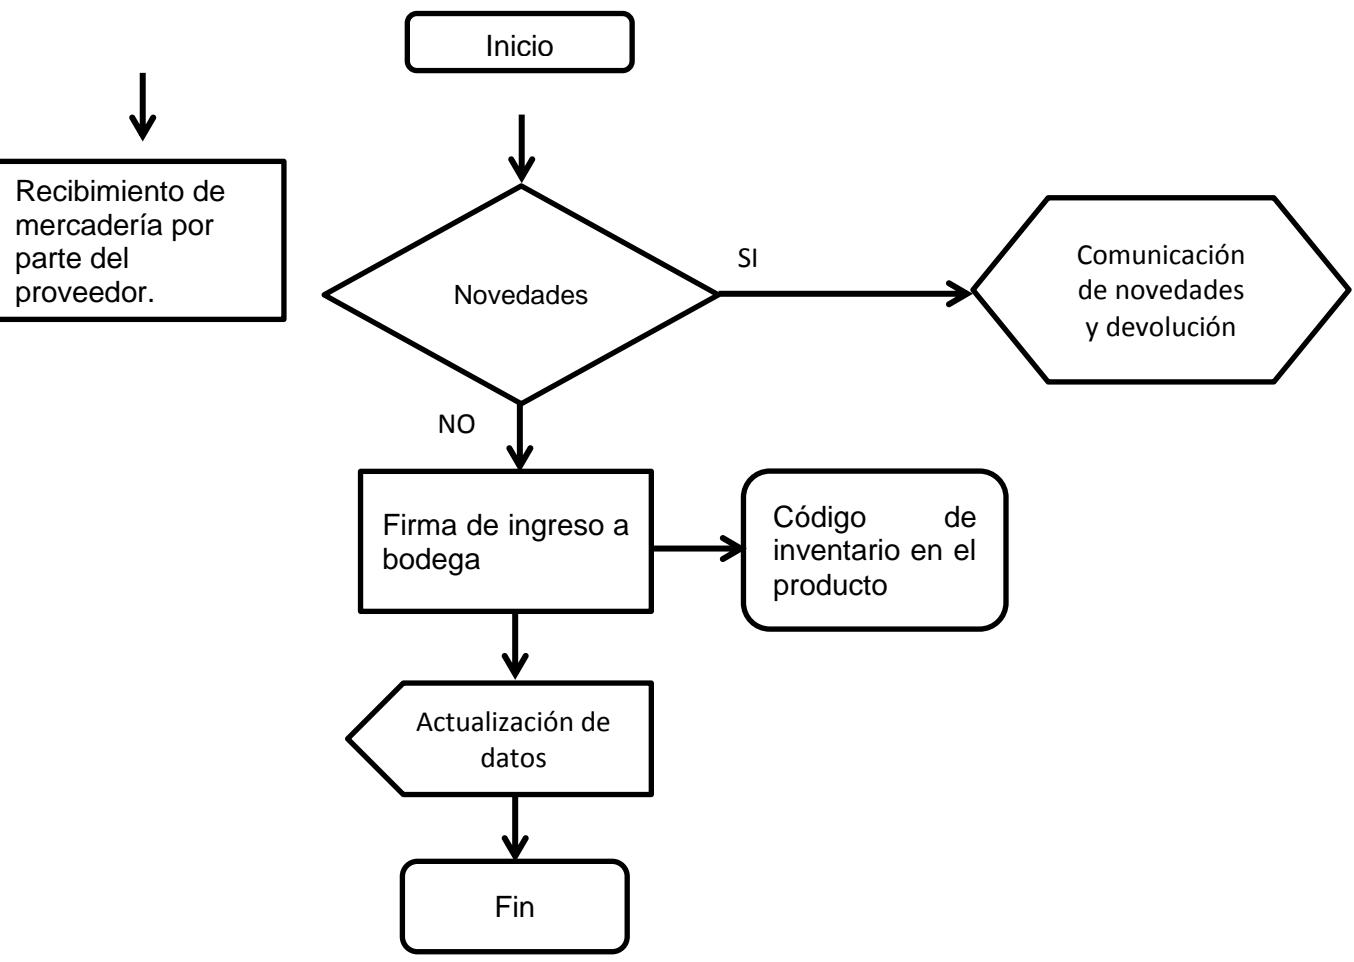 Inicio
Recibimiento de
mercadería por
parte del
proveedor.
Novedades
SI
Comunicación
de novedades
y devolución
NO
Firma de ingreso a
bodega
Código de
inventario en el
producto
Actualización de
datos
Fin